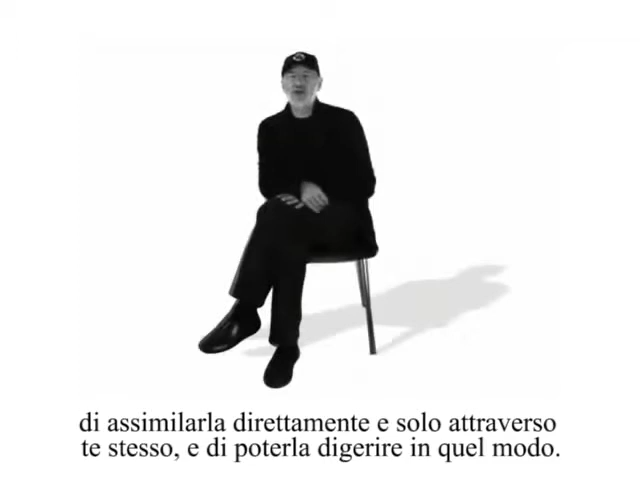 di assimilarla direttamente e solo attraverso
te stesso, e di poterla digerire in quel modo.